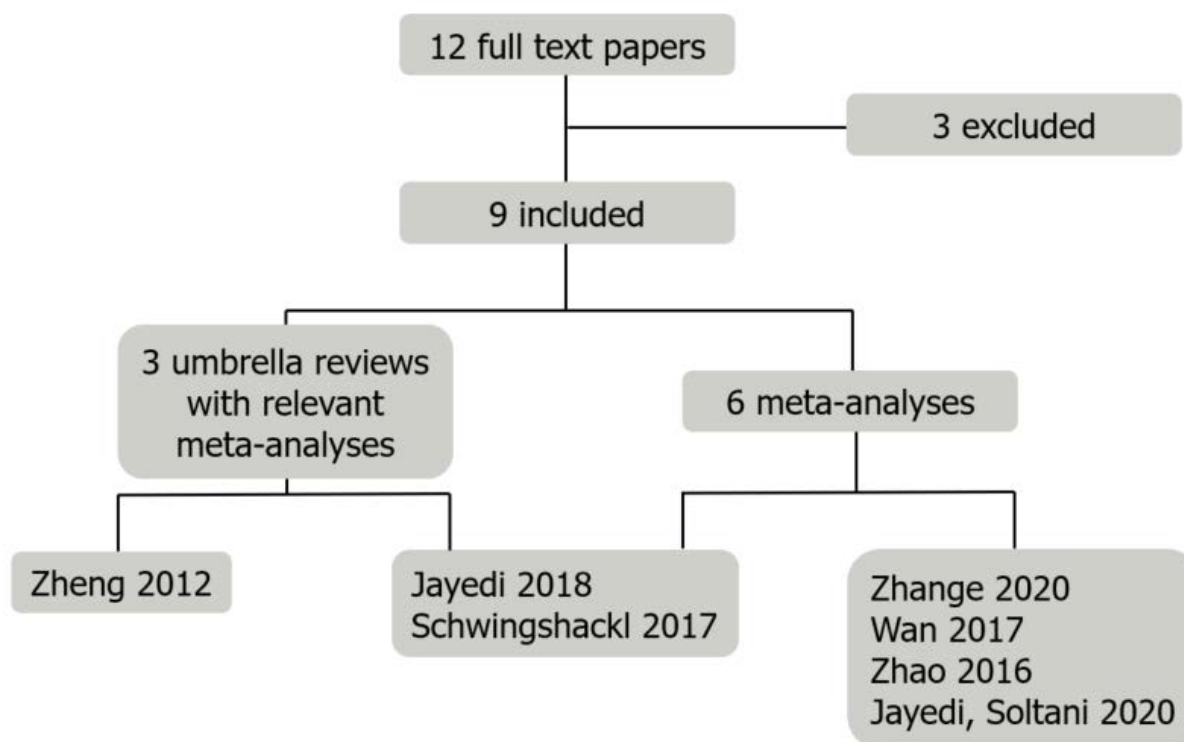 12 full text papers
3 excluded
9 included
3 umbrella reviews
with relevant
meta-analyses
6 meta-analyses
Zheng 2012
Jayedi 2018
Schwingshackl 2017
Zhange 2020
Wan 2017
Zhao 2016
Jayedi, Soltani 2020